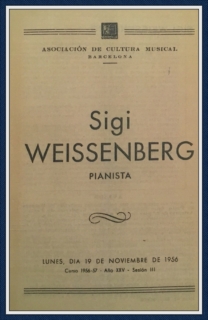 ASOCIACIÓN DE CULTURA MUSICAL
BARCELONA
Sigi
WEISSENBERG
PIANISTA
LUNES, DIA 19 DE NOVIEMBRE DE 1956
Curso 1956-57 - Año XXV - Sesión III